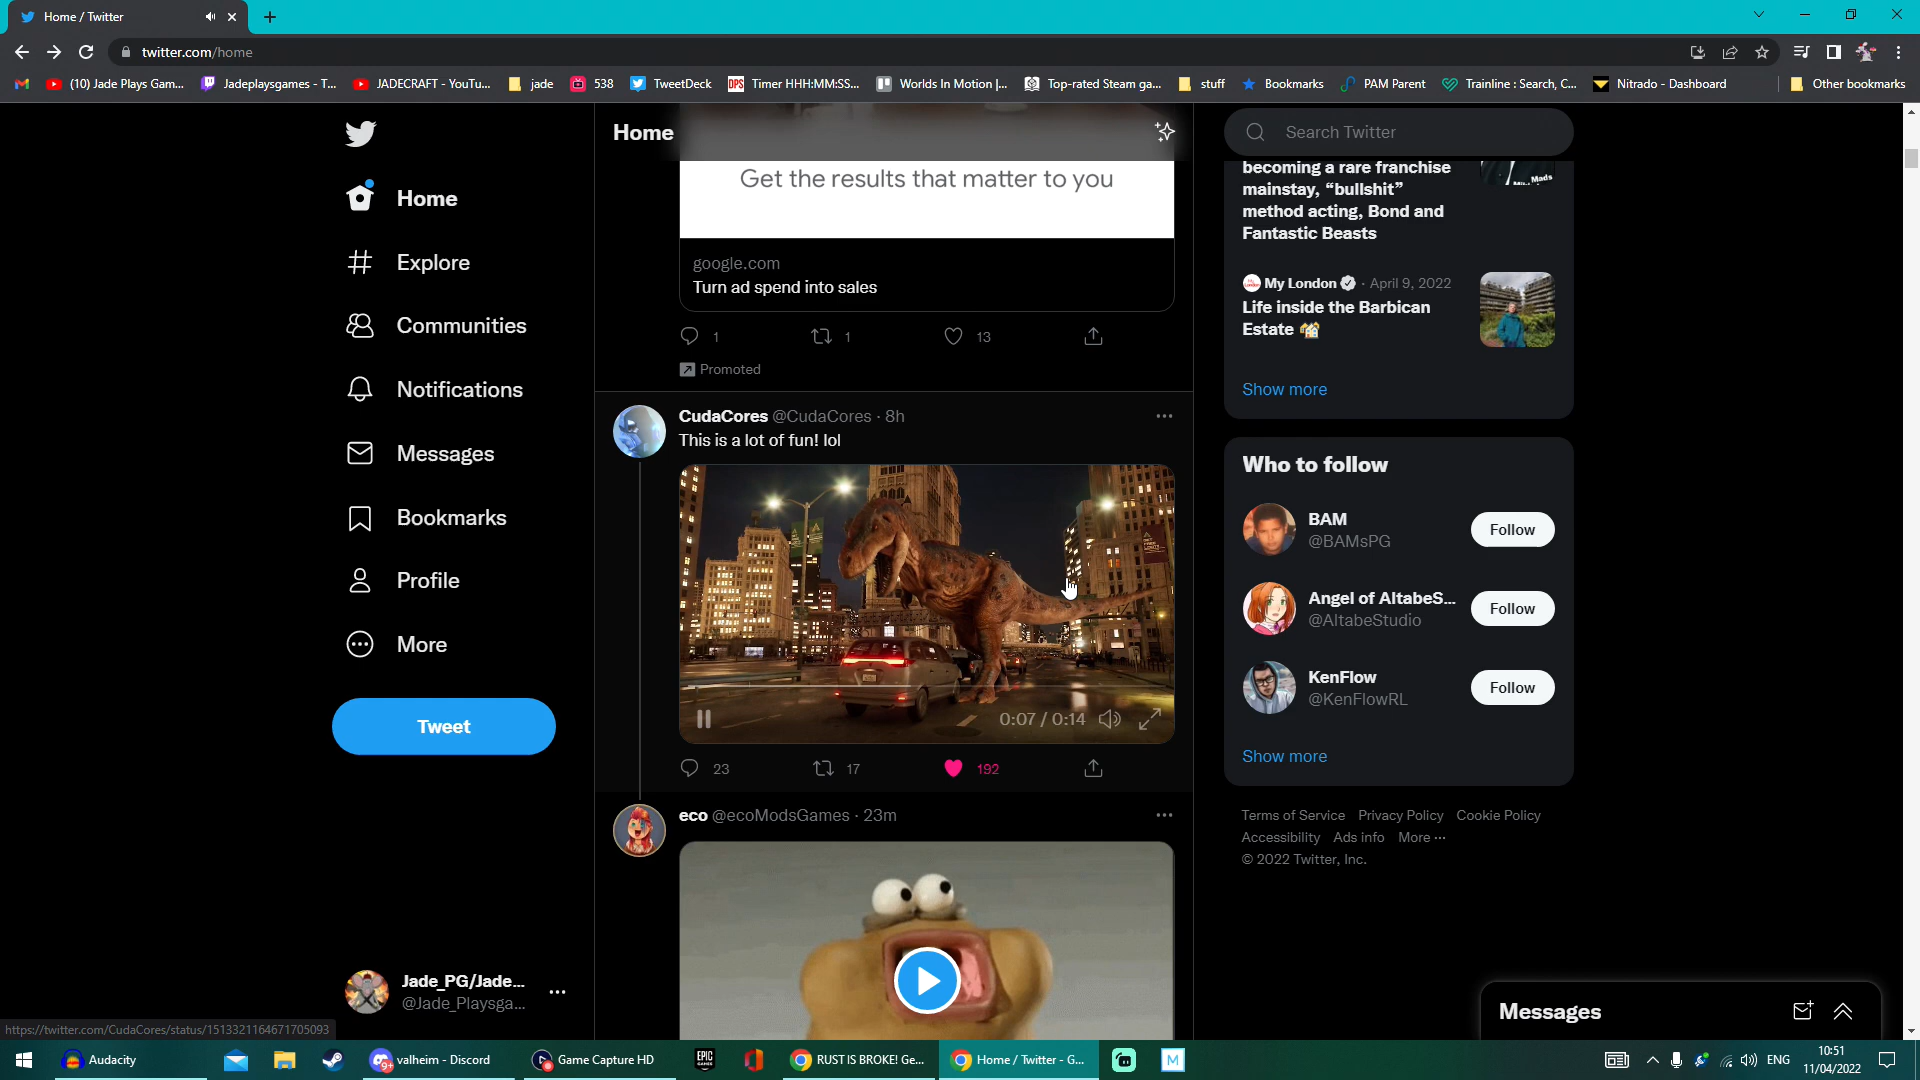 Home / Twitter
twitter.com/home
(10) Jade Plays Gam...
Jadeplaysgames - T...
JADECRAFT - YouTu...
jade
538
TweetDeck
DPS
Timer HHH:MM:SS...
Worlds In Motion |...
Top-rated Steam ga...
stuff
Bookmarks
PAM Parent
Trainline : Search, C...
Nitrado - Dashboard
Other bookmarks
Home
Explore
Communities
Notifications
Messages
Bookmarks
Profile
More
Tweet
Jade_PG/Jade...
@Jade_Playsga...
https://twitter.com/CudaCores/status/1513321164671705093
Home
Get the results that matter to you
google.com
Turn ad spend into sales
1
1
13
Promoted
CudaCores @CudaCores · 8h
This is a lot of fun! lol
0:07 / 0:14
23
17
192
eco @ecoModsGames · 23m
Search Twitter
becoming a rare franchise
mainstay, “bullshit”
method acting, Bond and
Fantastic Beasts
Mads
My London · April 9, 2022
Life inside the Barbican
Estate 🏘️
Show more
Who to follow
BAM
@BAMsPG
Follow
Angel of AltabeS...
@AltabeStudio
Follow
KenFlow
@KenFlowRL
Follow
Show more
Terms of Service Privacy Policy Cookie Policy
Accessibility Ads info More ···
© 2022 Twitter, Inc.
Messages
Audacity
9+
valheim - Discord
Game Capture HD
EPIC
GAMES
RUST IS BROKE! Ge...
Home / Twitter - G...
M
ENG
10:51
11/04/2022